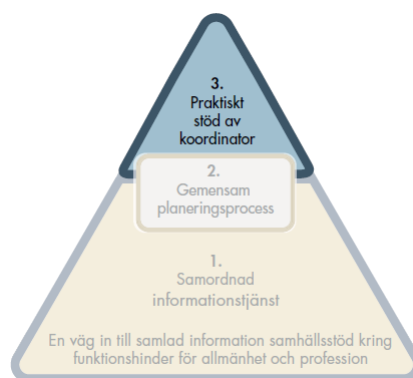 3.
Praktiskt
stöd av
koordinator
2.
Gemensam
planeringsprocess
1.
Samordnad
informationstjänst
En väg in till samlad information samhällsstöd kring
funktionshinder för allmänhet och profession